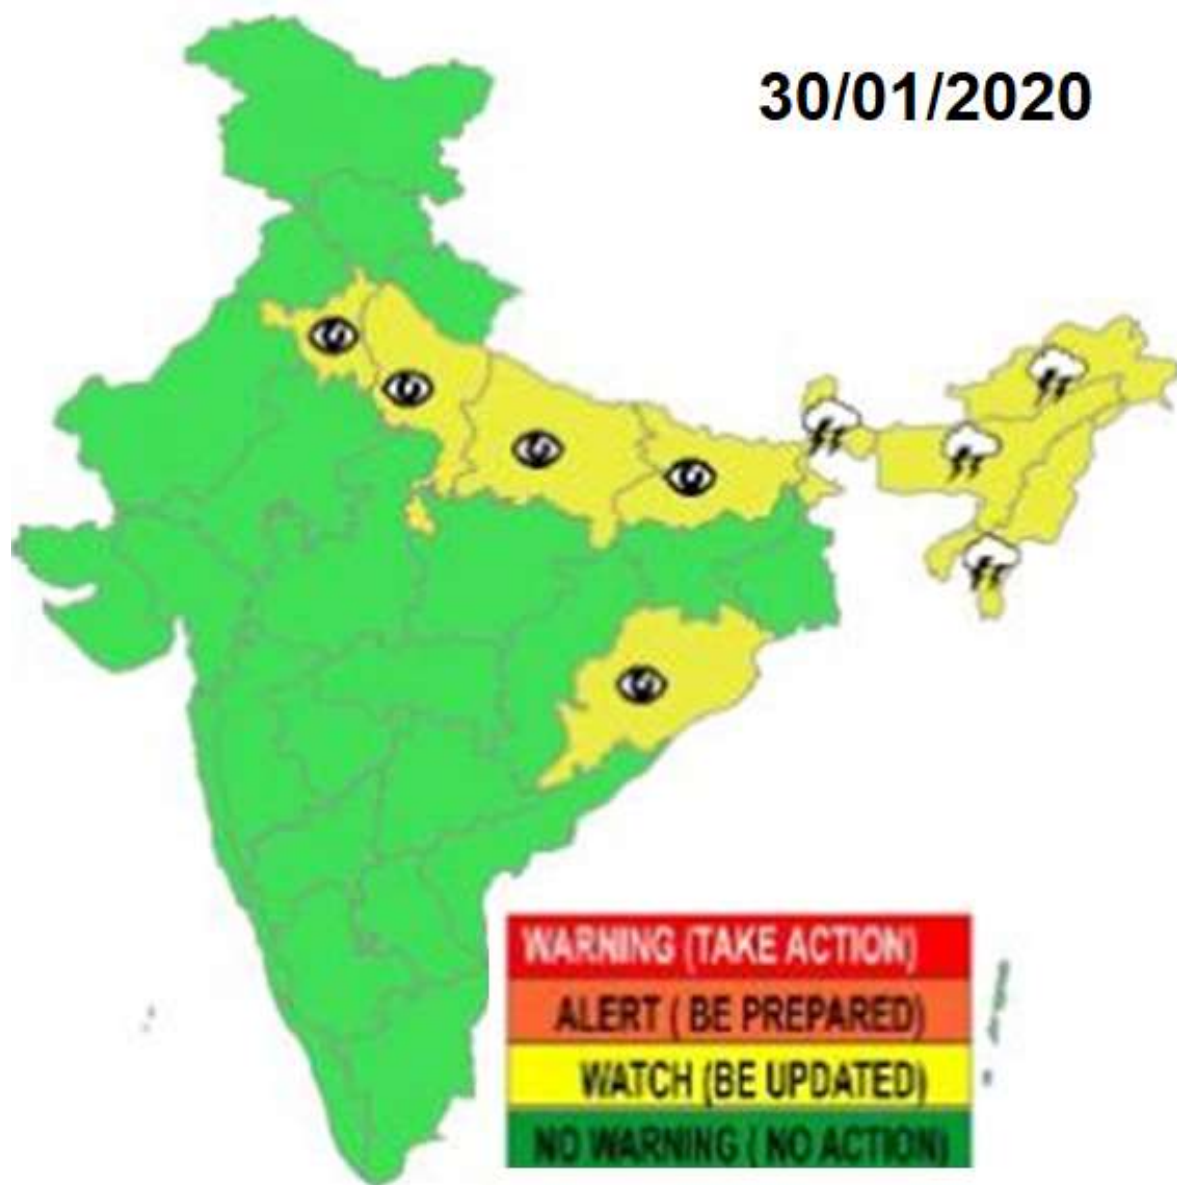 30/01/2020
WARNING (TAKE ACTION)
ALERT ( BE PREPARED)
WATCH (BE UPDATED)
NO WARNING ( NO ACTION)